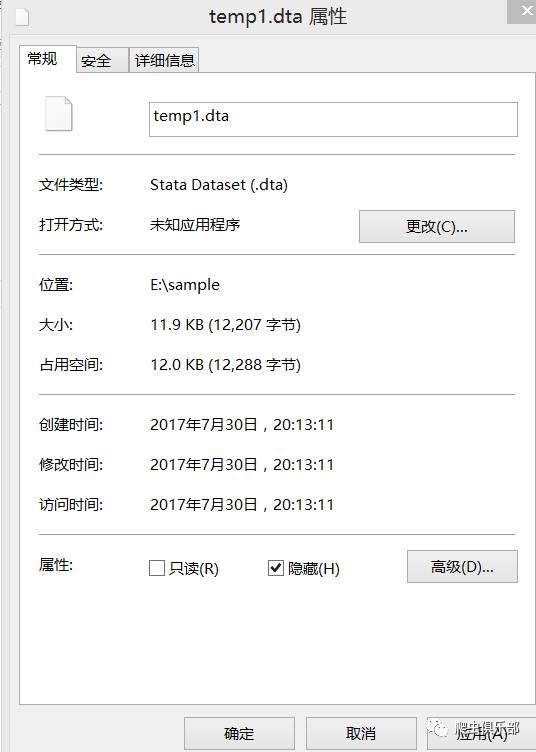 temp1.dta 属性
常规 安全 详细信息
temp1.dta
文件类型: Stata Dataset (.dta)
打开方式: 未知应用程序 更改(C)...
位置: E:\sample
大小: 11.9 KB (12,207 字节)
占用空间: 12.0 KB (12,288 字节)
创建时间: 2017年7月30日，20:13:11
修改时间: 2017年7月30日，20:13:11
访问时间: 2017年7月30日，20:13:11
属性: 只读(R) 隐藏(H) 高级(D)...
确定 取消 应用(A)
爬虫俱乐部